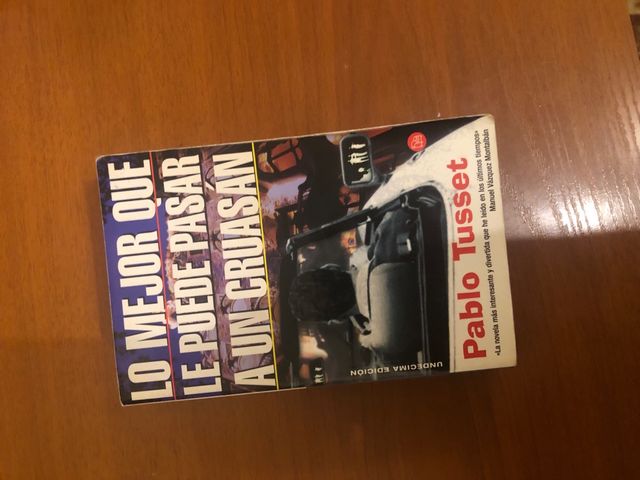 LO MEJOR QUE
LE PUEDE PASAR
A UN CRUASÁN
UNDECIMA EDICIÓN
Pablo Tusset
«La novela más interesante y divertida que he leído en los últimos tiempos»
Manuel Vázquez Montalbán